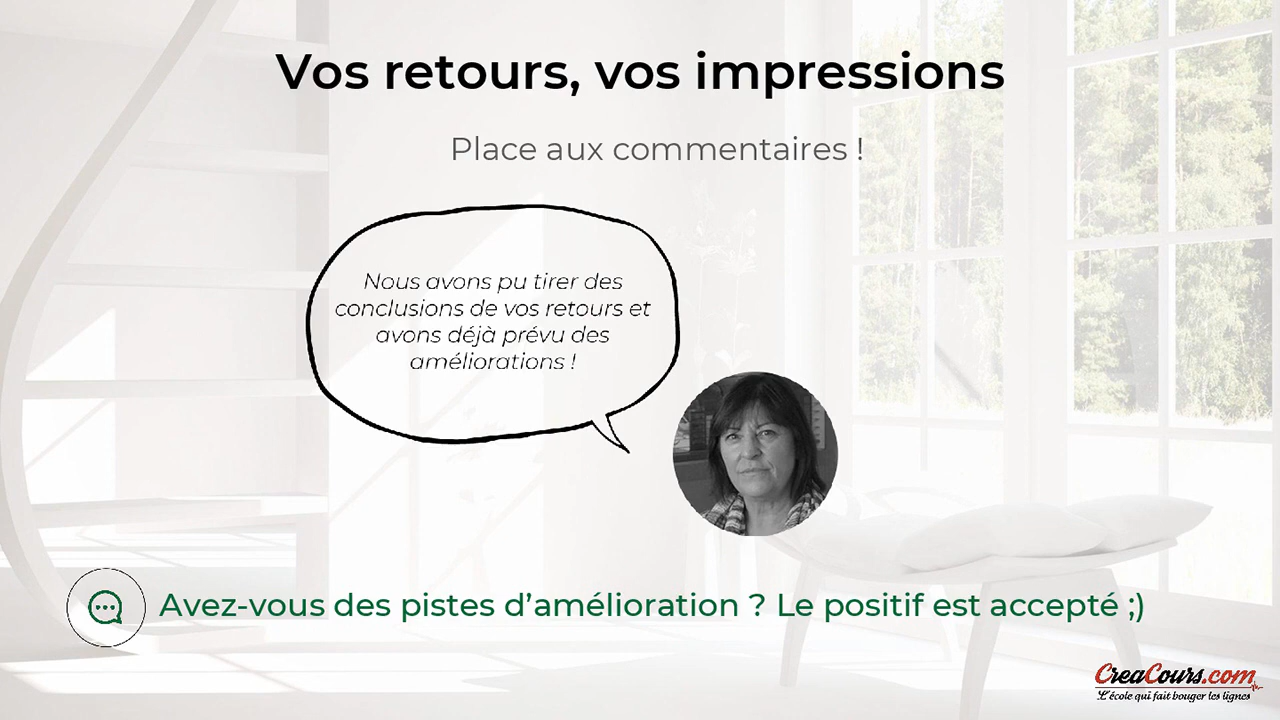 Vos retours, vos impressions
Place aux commentaires !
Nous avons pu tirer des
conclusions de vos retours et
avons déjà prévu des
améliorations !
Avez-vous des pistes d’amélioration ? Le positif est accepté ;)
CreaCours.com
L'école qui fait bouger les lignes